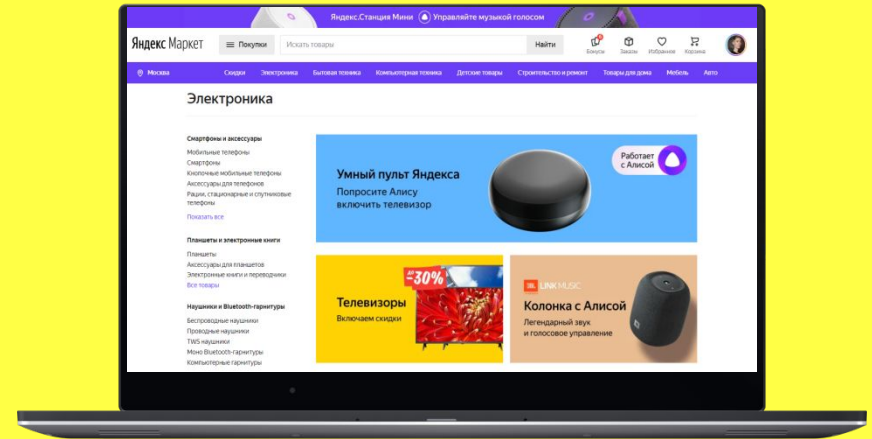 Яндекс.Станция Мини Управляйте музыкой голосом
Яндекс Маркет
Покупки
Искать товары
Найти
Бонусы
Заказы
Избранное
Корзина
Москва
Скидки
Электроника
Бытовая техника
Компьютерная техника
Детские товары
Строительство и ремонт
Товары для дома
Мебель
Авто
Электроника
Смартфоны и аксессуары
Мобильные телефоны
Смартфоны
Кнопочные мобильные телефоны
Аксессуары для телефонов
Рации, стационарные и спутниковые
телефоны
Показать все
Планшеты и электронные книги
Планшеты
Аксессуары для планшетов
Электронные книги и переводчики
Все товары
Наушники и Bluetooth-гарнитуры
Беспроводные наушники
Проводные наушники
TWS наушники
Моно Bluetooth-гарнитуры
Компьютерные гарнитуры
Умный пульт Яндекса
Попросите Алису
включить телевизор
Работает
с Алисой
до
-30%
Телевизоры
Включаем скидки
JBL LINK MUSIC
Колонка с Алисой
Легендарный звук
и голосовое управление